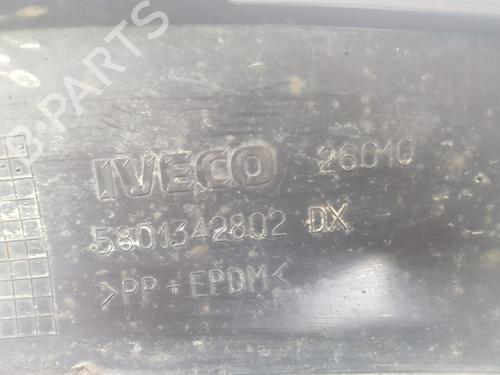 B-PARTS
IVECO 26010
5801342802 DX
>PP+EPDM<